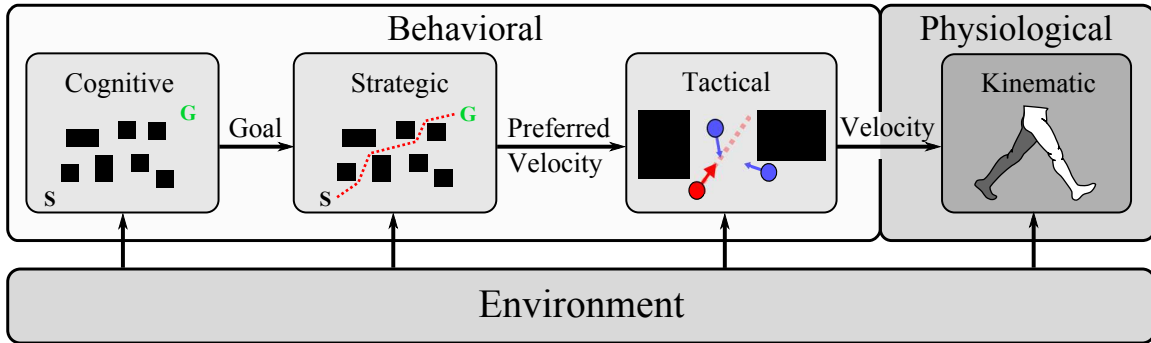 Behavioral
Physiological
Cognitive
G
S
Goal
Strategic
G
S
Preferred
Velocity
Tactical
Velocity
Kinematic
Environment